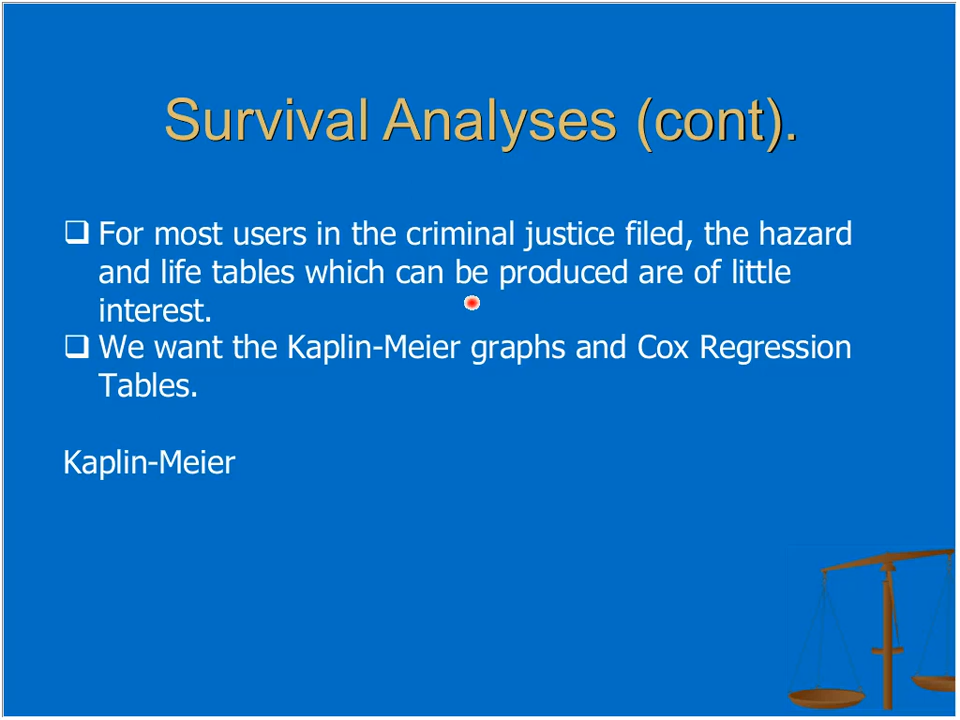 Survival Analyses (cont).
For most users in the criminal justice filed, the hazard
and life tables which can be produced are of little
interest.
We want the Kaplin-Meier graphs and Cox Regression
Tables.
Kaplin-Meier